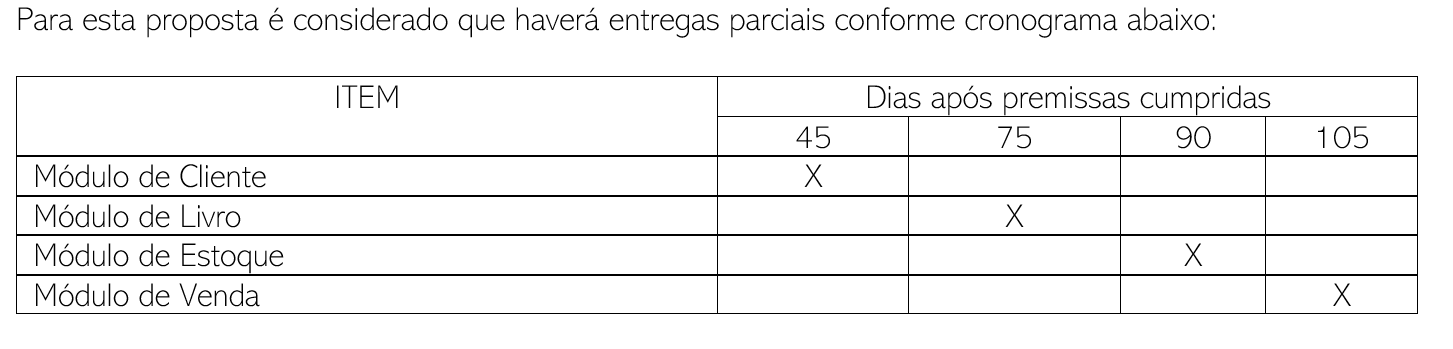 Para esta proposta é considerado que haverá entregas parciais conforme cronograma abaixo:
ITEM Dias após premissas cumpridas
45 75 90 105
Módulo de Cliente X
Módulo de Livro X
Módulo de Estoque X
Módulo de Venda X